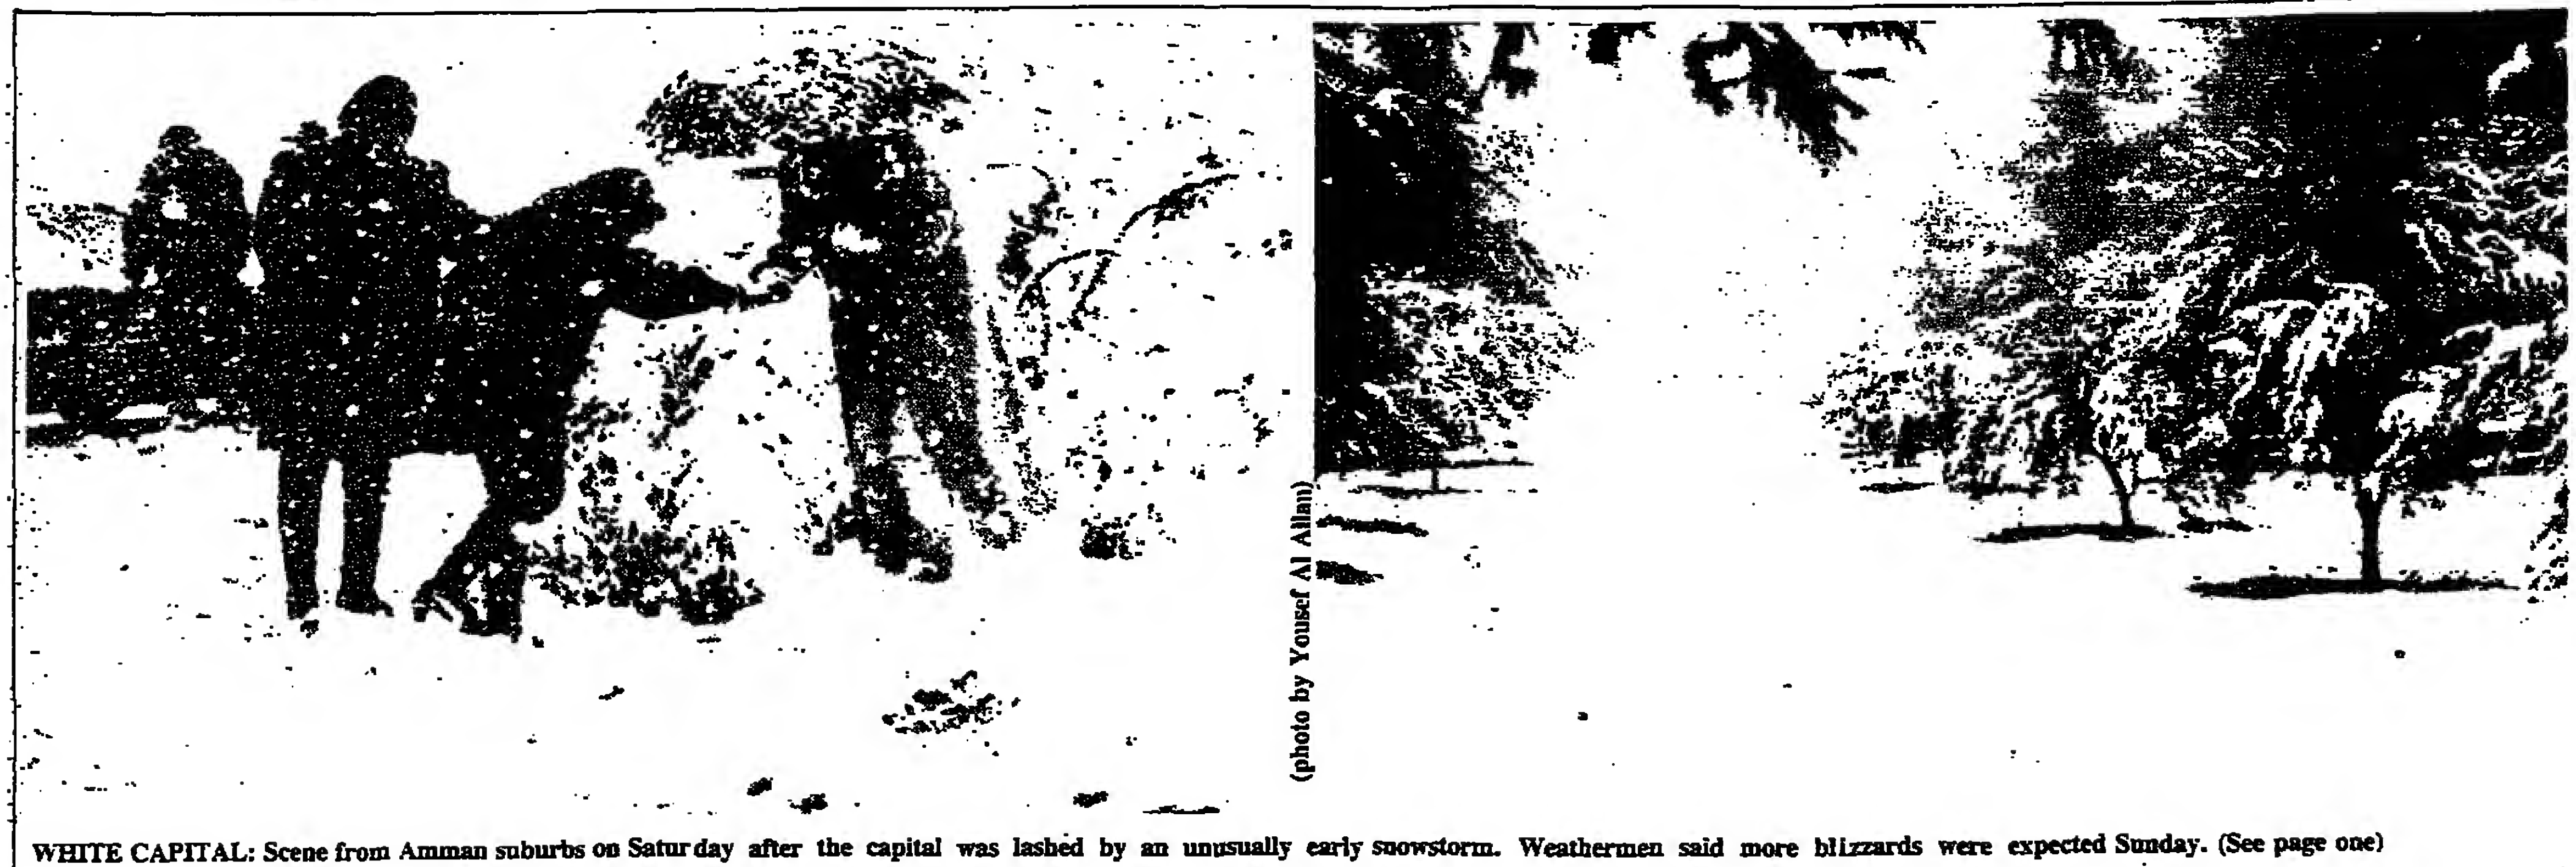 (photo by Yousef Al Allan)
WHITE CAPITAL: Scene from Amman suburbs on Saturday after the capital was lashed by an unusually early snowstorm. Weathermen said more blizzards were expected Sunday. (See page one)